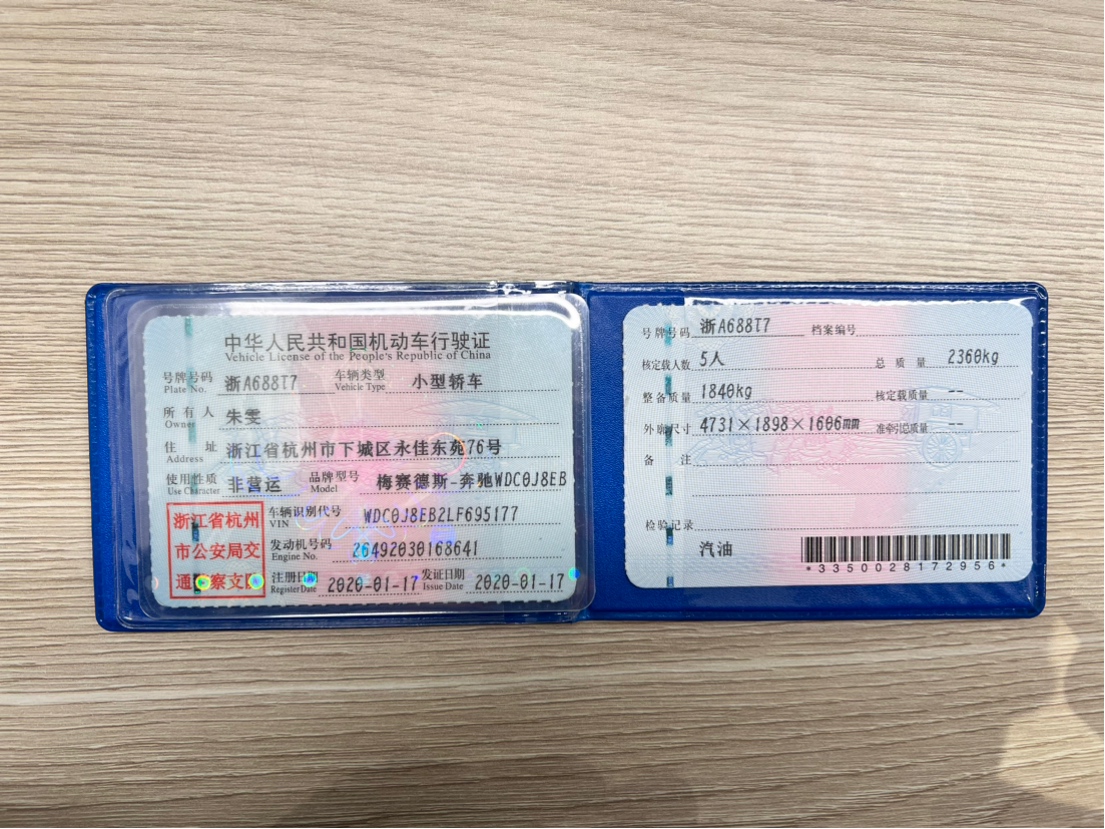 中华人民共和国机动车行驶证
Vehicle License of the People's Republic of China
号牌号码 浙A688T7 车辆类型 小型轿车
Plate No. Vehicle Type
所有人 朱雯
Owner
住址 浙江省杭州市下城区永佳东苑76号
Address
使用性质 非营运 品牌型号 梅赛德斯-奔驰WDC0J8EB
Use Character Model
浙江省杭州
市公安局交
车辆识别代号 WDC0J8EB2LF695177
VIN
发动机号码 26492030168641
Engine No.
注册日期 2020-01-17 发证日期 2020-01-17
Register Date Issue Date
号牌号码 浙A688T7 档案编号
核定载人数 5人 总质量 2360kg
整备质量 1840kg 核定载质量 --
外廓尺寸 4731×1898×1606mm 准牵引总质量 --
备注
检验记录
汽油
*3350028172956*